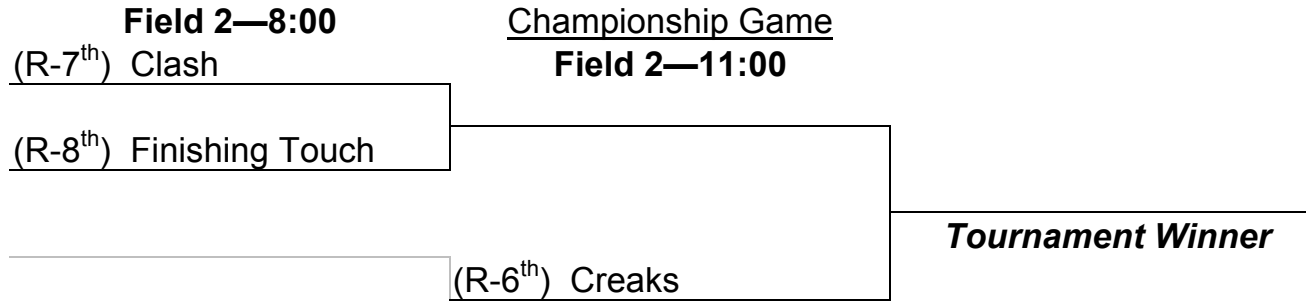 Field 2—8:00
Championship Game
(R-7th) Clash
Field 2—11:00
(R-8th) Finishing Touch
Tournament Winner
(R-6th) Creaks